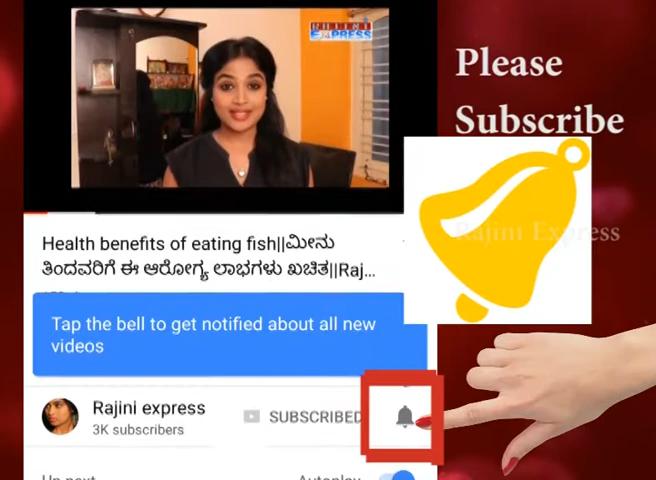 RAJINI EXPRESS
Please
Subscribe
Rajini Express
Health benefits of eating fish||ಮೀನು
ತಿಂದವರಿಗೆ ಈ ಆರೋಗ್ಯ ಲಾಭಗಳು ಖಚಿತ||Raj...
Tap the bell to get notified about all new
videos
Rajini express
SUBSCRIBED
3K subscribers
Up next
Autoplay